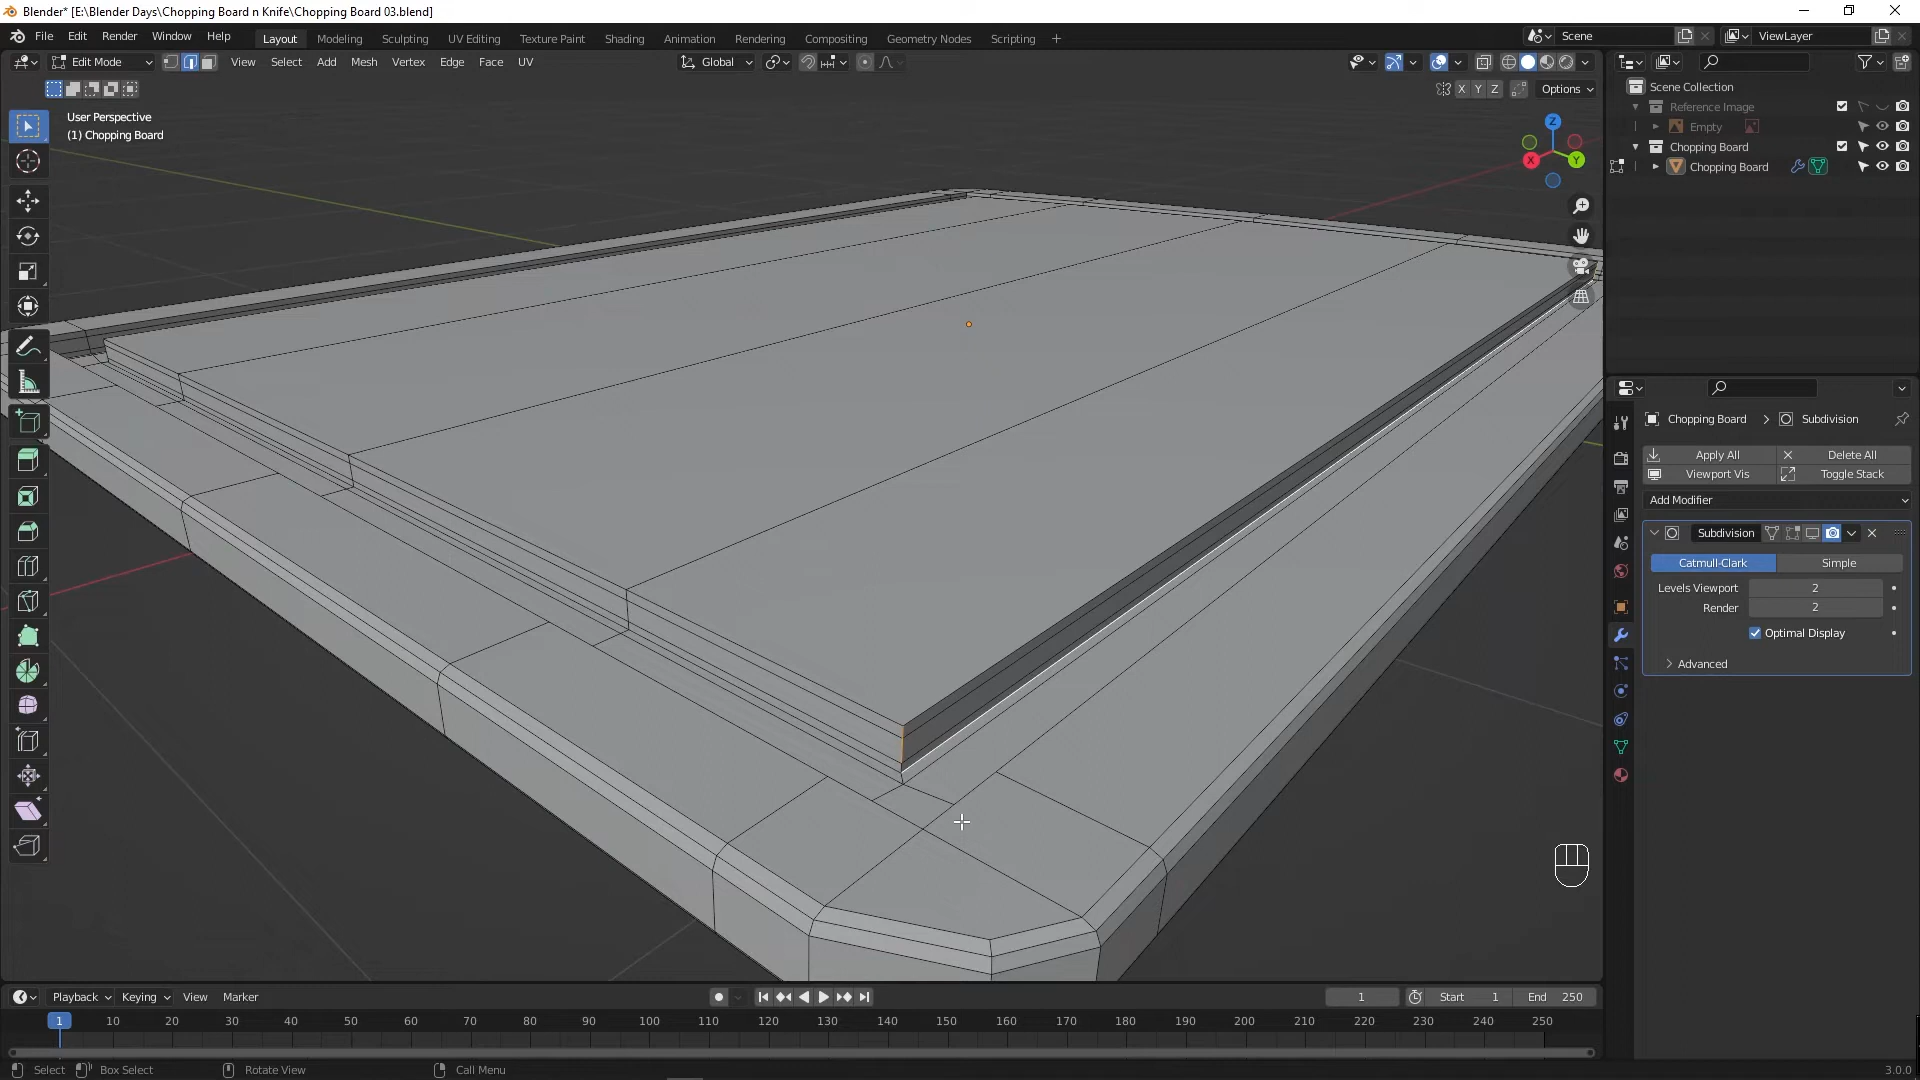 Blender* [E:\Blender Days\Chopping Board n Knife\Chopping Board 03.blend]
File Edit Render Window Help Layout Modeling Sculpting UV Editing Texture Paint Shading Animation Rendering Compositing Geometry Nodes Scripting + Scene ViewLayer
Edit Mode View Select Add Mesh Vertex Edge Face UV Global
X Y Z Options
User Perspective
(1) Chopping Board
Z
X Y
Scene Collection
Reference Image
Empty
Chopping Board
Chopping Board
Chopping Board > Subdivision
Apply All Delete All
Viewport Vis Toggle Stack
Add Modifier
Subdivision
Catmull-Clark Simple
Levels Viewport 2
Render 2
Optimal Display
Advanced
Playback Keying View Marker 1 Start 1 End 250
1 10 20 30 40 50 60 70 80 90 100 110 120 130 140 150 160 170 180 190 200 210 220 230 240 250
Select Box Select Rotate View Call Menu 3.0.0